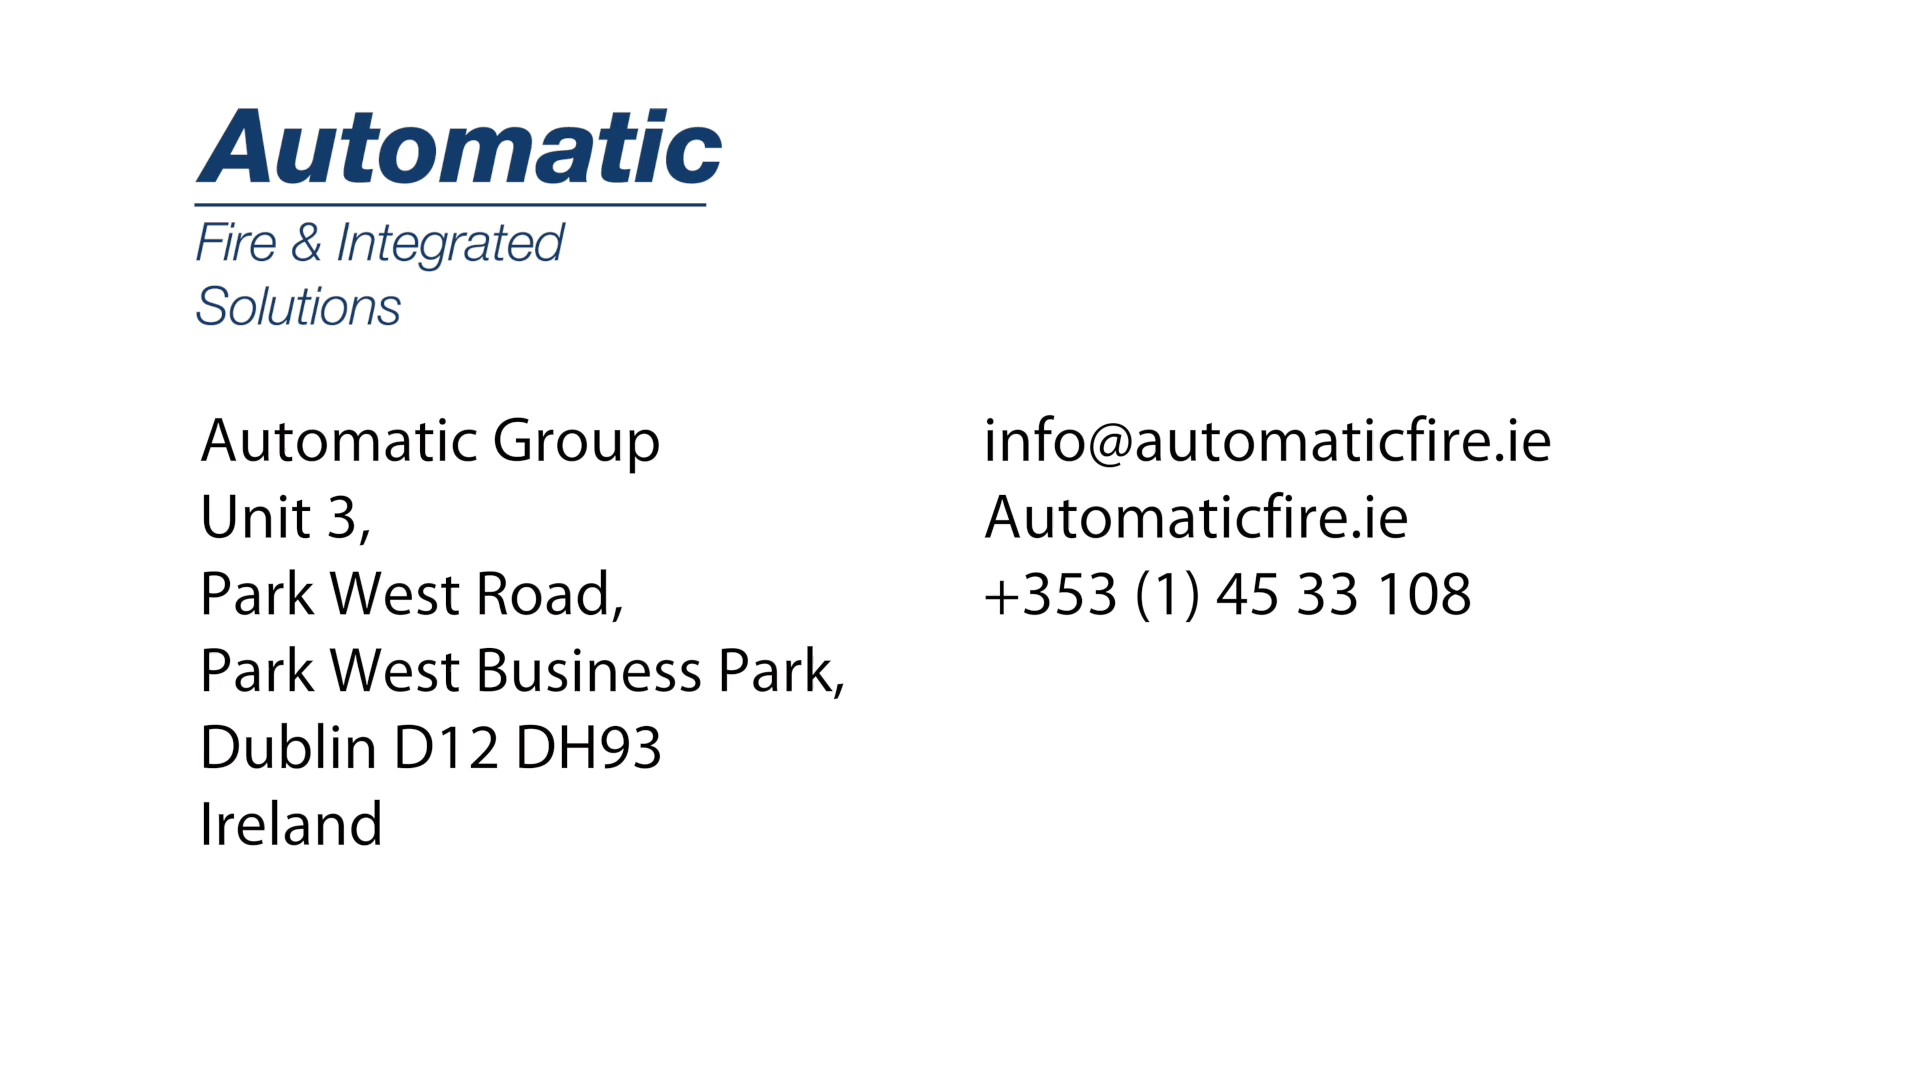 Automatic
Fire & Integrated
Solutions
Automatic Group
Unit 3,
Park West Road,
Park West Business Park,
Dublin D12 DH93
Ireland
info@automaticfire.ie
Automaticfire.ie
+353 (1) 45 33 108